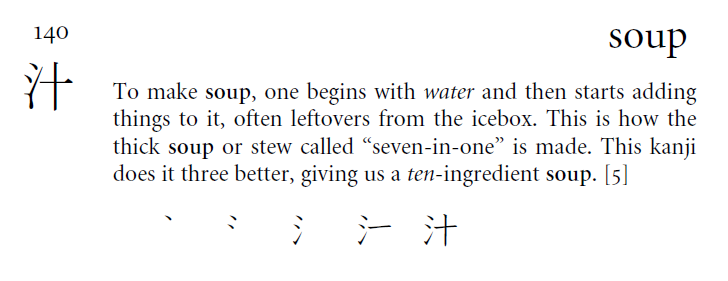 140
soup
汁
To make soup, one begins with water and then starts adding
things to it, often leftovers from the icebox. This is how the
thick soup or stew called “seven-in-one” is made. This kanji
does it three better, giving us a ten-ingredient soup. [5]
丶 冫 氵 汁